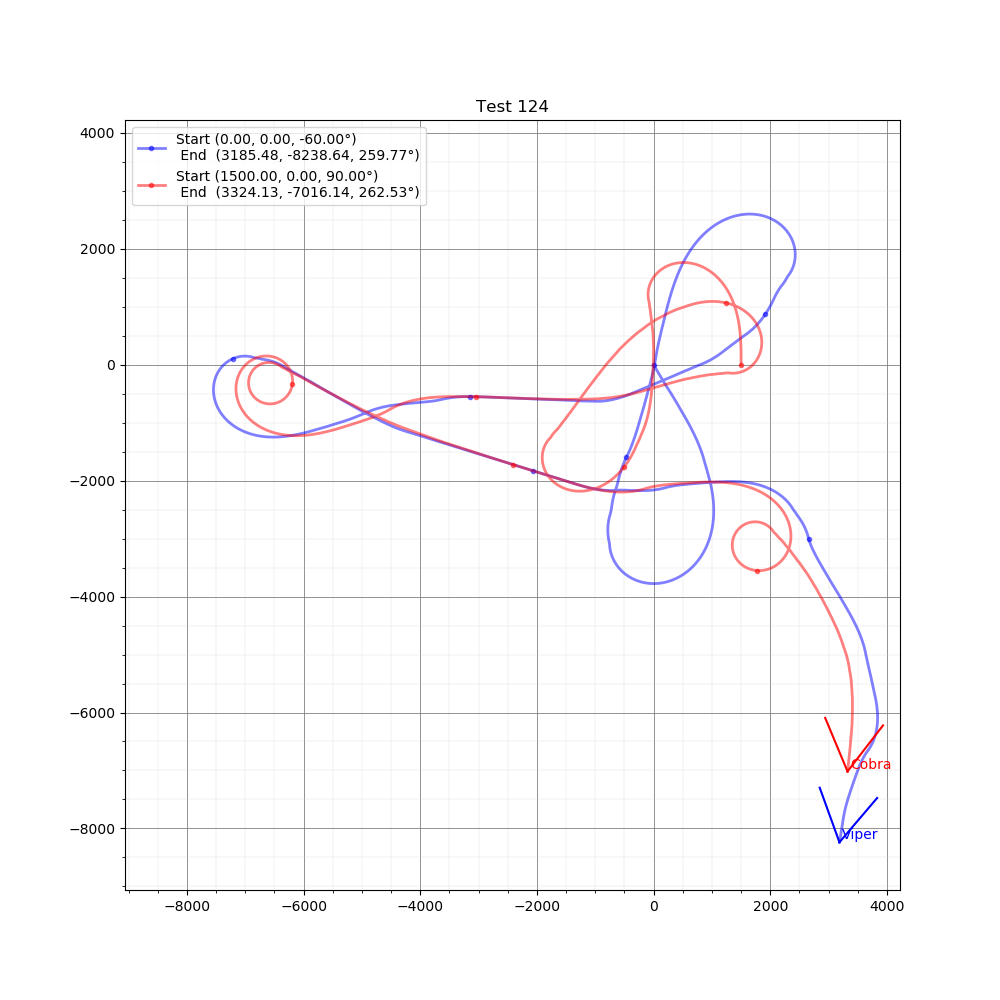 Test 124
Start (0.00, 0.00, -60.00°)
End  (3185.48, -8238.64, 259.77°)
Start (1500.00, 0.00, 90.00°)
End  (3324.13, -7016.14, 262.53°)
4000
2000
0
−2000
−4000
−6000
−8000
Cobra
Viper
−8000 −6000 −4000 −2000 0 2000 4000